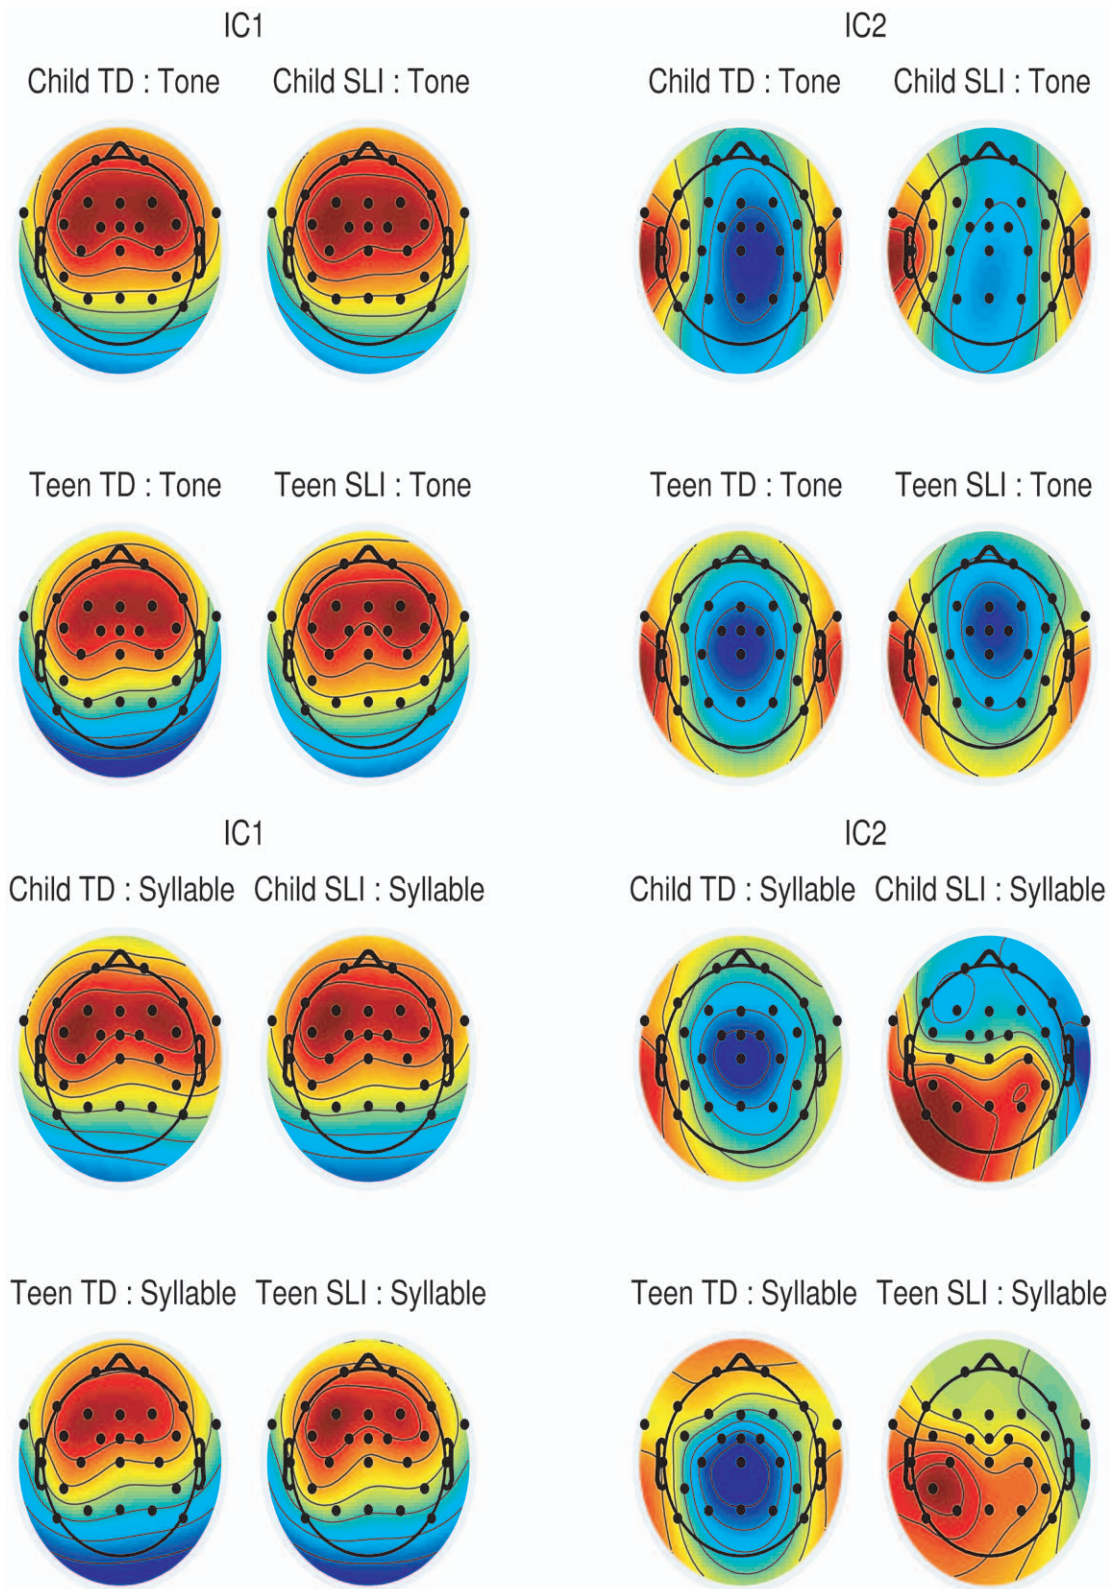 IC1 IC2
Child TD : Tone Child SLI : Tone Child TD : Tone Child SLI : Tone
Teen TD : Tone Teen SLI : Tone Teen TD : Tone Teen SLI : Tone
IC1 IC2
Child TD : Syllable Child SLI : Syllable Child TD : Syllable Child SLI : Syllable
Teen TD : Syllable Teen SLI : Syllable Teen TD : Syllable Teen SLI : Syllable